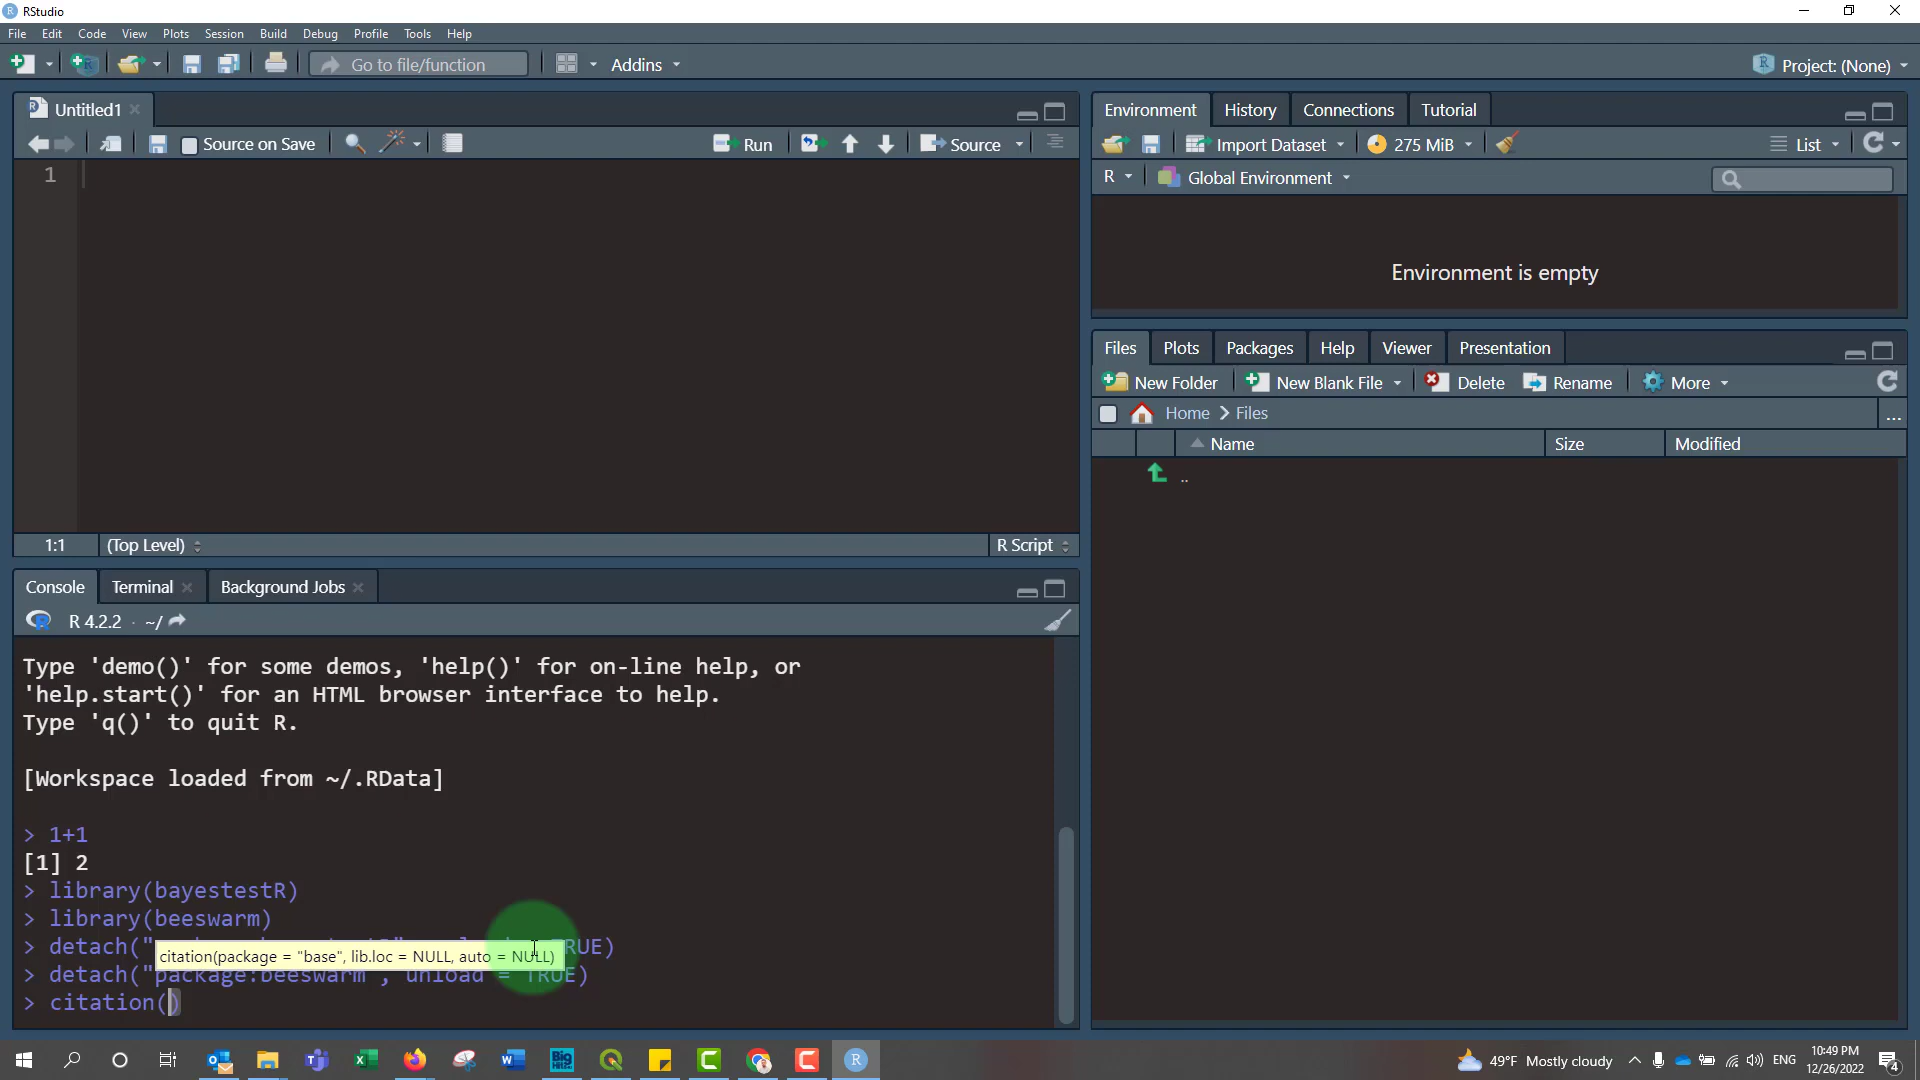 RStudio
File Edit Code View Plots Session Build Debug Profile Tools Help
Go to file/function Addins Project: (None)
Untitled1
Source on Save Run Source
1
1:1 (Top Level) R Script
Console Terminal Background Jobs
R 4.2.2 · ~/
Type 'demo()' for some demos, 'help()' for on-line help, or
'help.start()' for an HTML browser interface to help.
Type 'q()' to quit R.
[Workspace loaded from ~/.RData]
> 1+1
[1] 2
> library(bayestestR)
> library(beeswarm)
> detach(" TRUE)
citation(package = "base", lib.loc = NULL, auto = NULL)
> detach("package:beeswarm", unload = TRUE)
> citation()
Environment History Connections Tutorial
Import Dataset 275 MiB List
R Global Environment
Environment is empty
Files Plots Packages Help Viewer Presentation
New Folder New Blank File Delete Rename More
Home Files ...
Name Size Modified
..
49°F Mostly cloudy ENG 10:49 PM
12/26/2022 4